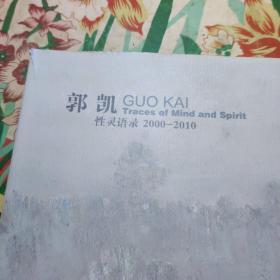 郭凯 GUO KAI
Traces of Mind and Spirit
性灵语录 2000-2010